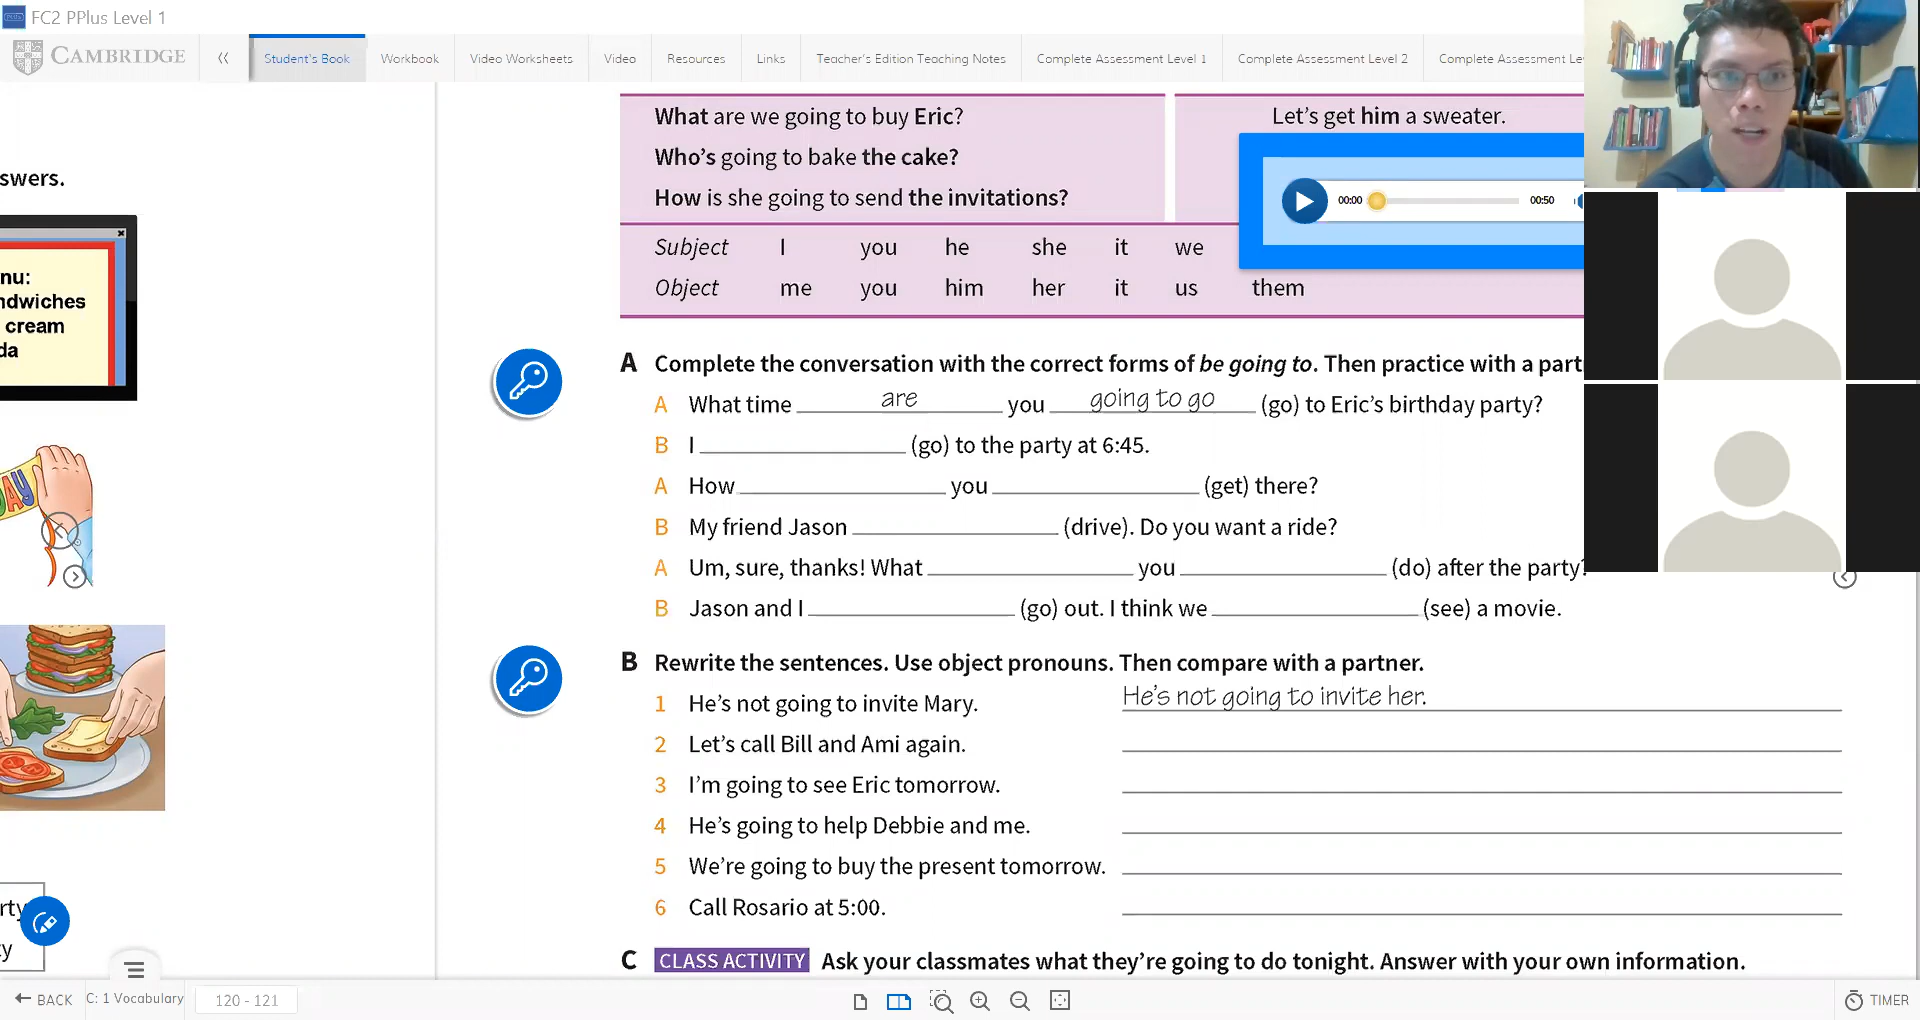 FC2 PPlus Level 1
CAMBRIDGE
Student's Book Workbook Video Worksheets Video Resources Links Teacher's Edition Teaching Notes Complete Assessment Level 1 Complete Assessment Level 2 Complete Assessment Le
What are we going to buy Eric? Let's get him a sweater.
Who's going to bake the cake?
How is she going to send the invitations?
00:00 00:50
Subject I you he she it we
Object me you him her it us them
swers.
nu:
ndwiches
cream
da
AY
A Complete the conversation with the correct forms of be going to. Then practice with a part
A What time are you going to go (go) to Eric's birthday party?
B I (go) to the party at 6:45.
A How you (get) there?
B My friend Jason (drive). Do you want a ride?
A Um, sure, thanks! What you (do) after the party?
B Jason and I (go) out. I think we (see) a movie.
B Rewrite the sentences. Use object pronouns. Then compare with a partner.
1 He's not going to invite Mary. He's not going to invite her.
2 Let's call Bill and Ami again.
3 I'm going to see Eric tomorrow.
4 He's going to help Debbie and me.
5 We're going to buy the present tomorrow.
6 Call Rosario at 5:00.
rty
y
C CLASS ACTIVITY Ask your classmates what they're going to do tonight. Answer with your own information.
BACK C: 1 Vocabulary 120 - 121 TIMER